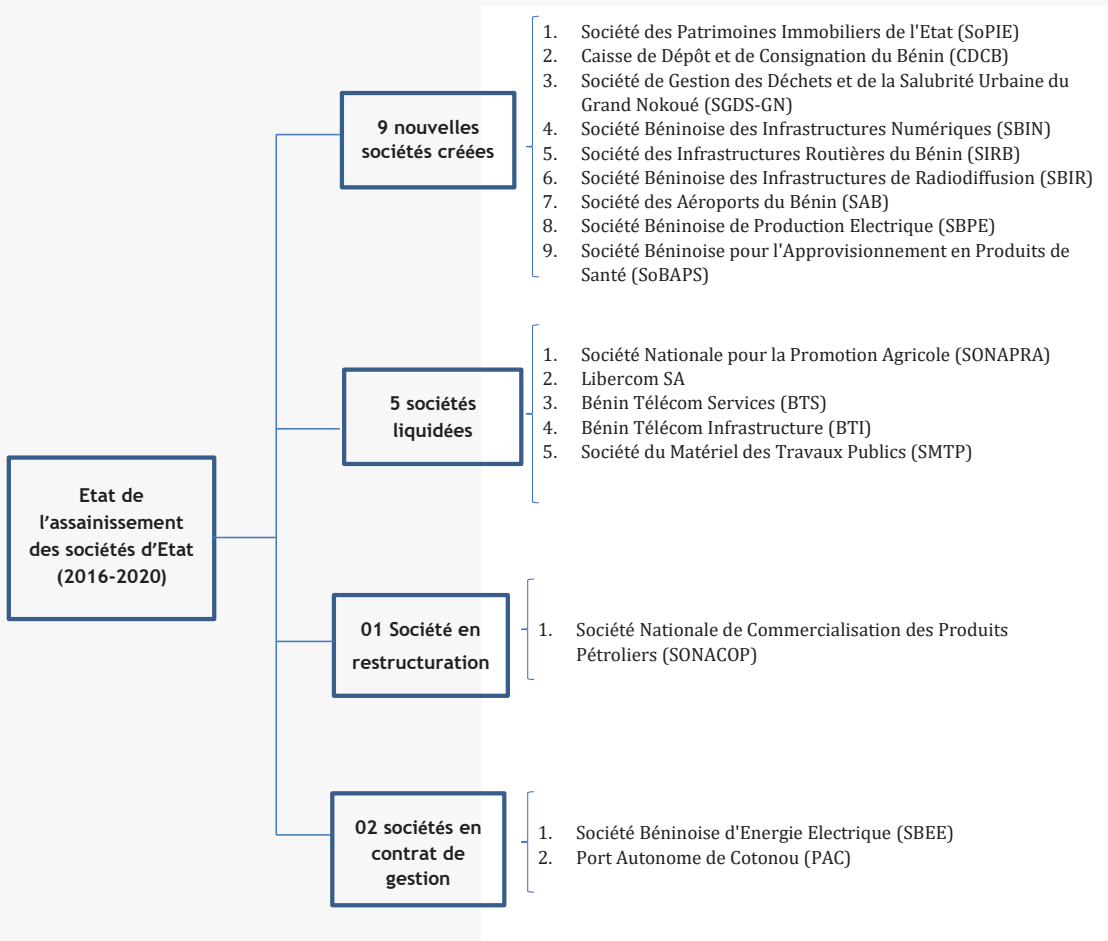 Etat de
l'assainissement
des sociétés d'Etat
(2016-2020)
9 nouvelles
sociétés créées
1. Société des Patrimoines Immobiliers de l'Etat (SoPIE)
2. Caisse de Dépôt et de Consignation du Bénin (CDCB)
3. Société de Gestion des Déchets et de la Salubrité Urbaine du
Grand Nokoué (SGDS-GN)
4. Société Béninoise des Infrastructures Numériques (SBIN)
5. Société des Infrastructures Routières du Bénin (SIRB)
6. Société Béninoise des Infrastructures de Radiodiffusion (SBIR)
7. Société des Aéroports du Bénin (SAB)
8. Société Béninoise de Production Electrique (SBPE)
9. Société Béninoise pour l'Approvisionnement en Produits de
Santé (SoBAPS)
5 sociétés
liquidées
1. Société Nationale pour la Promotion Agricole (SONAPRA)
2. Libercom SA
3. Bénin Télécom Services (BTS)
4. Bénin Télécom Infrastructure (BTI)
5. Société du Matériel des Travaux Publics (SMTP)
01 Société en
restructuration
1. Société Nationale de Commercialisation des Produits
Pétroliers (SONACOP)
02 sociétés en
contrat de
gestion
1. Société Béninoise d'Energie Electrique (SBEE)
2. Port Autonome de Cotonou (PAC)